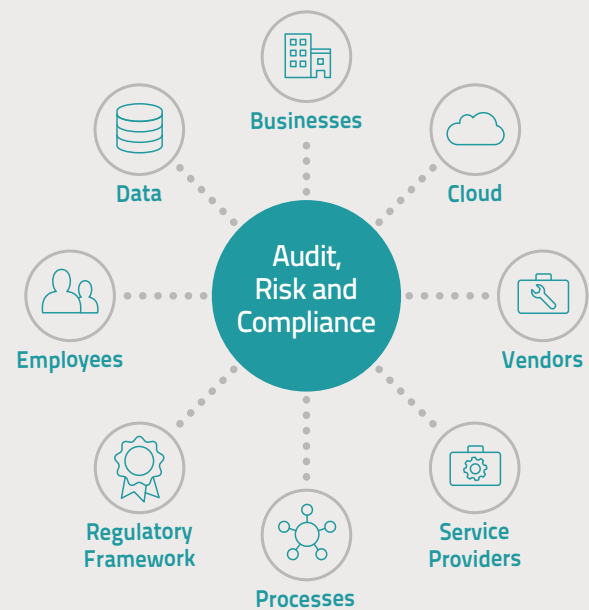 Businesses
Data
Cloud
Audit,
Risk and
Compliance
Employees
Vendors
Regulatory
Framework
Service
Providers
Processes